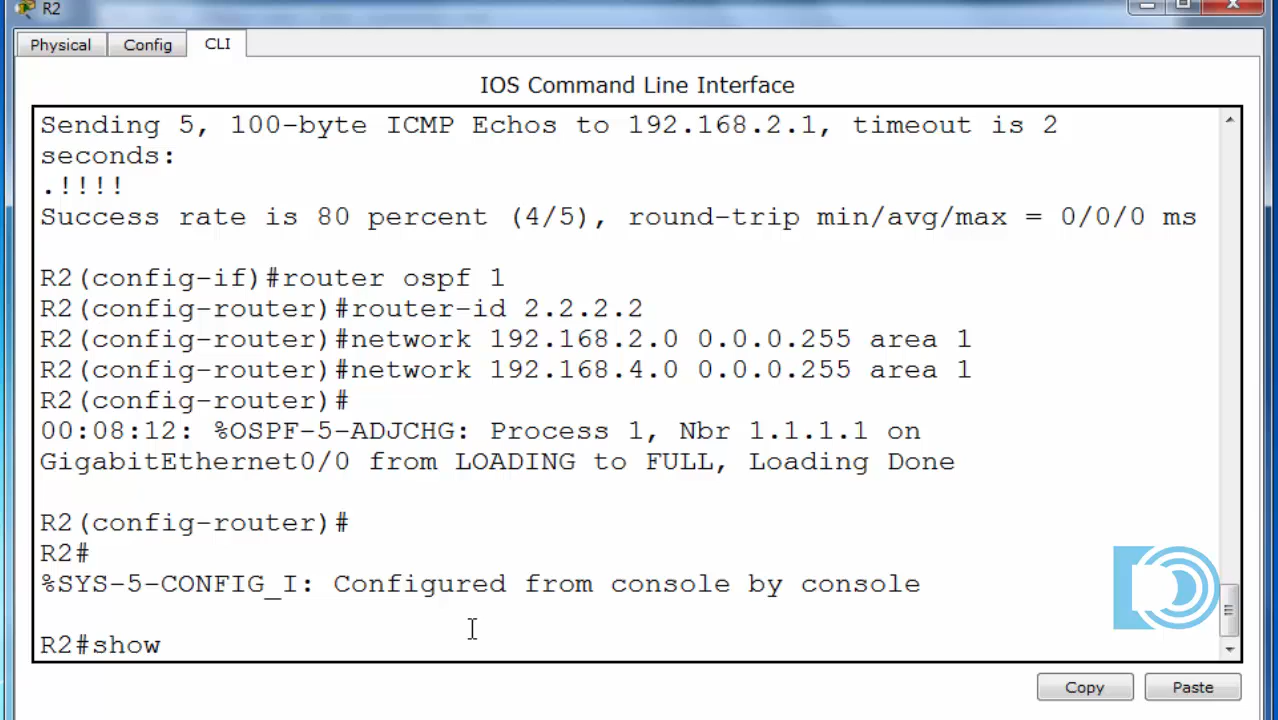 R2
Physical
Config
CLI
IOS Command Line Interface
Sending 5, 100-byte ICMP Echos to 192.168.2.1, timeout is 2
seconds:
.!!!!
Success rate is 80 percent (4/5), round-trip min/avg/max = 0/0/0 ms
R2(config-if)#router ospf 1
R2(config-router)#router-id 2.2.2.2
R2(config-router)#network 192.168.2.0 0.0.0.255 area 1
R2(config-router)#network 192.168.4.0 0.0.0.255 area 1
R2(config-router)#
00:08:12: %OSPF-5-ADJCHG: Process 1, Nbr 1.1.1.1 on
GigabitEthernet0/0 from LOADING to FULL, Loading Done
R2(config-router)#
R2#
%SYS-5-CONFIG_I: Configured from console by console
R2#show
Copy
Paste